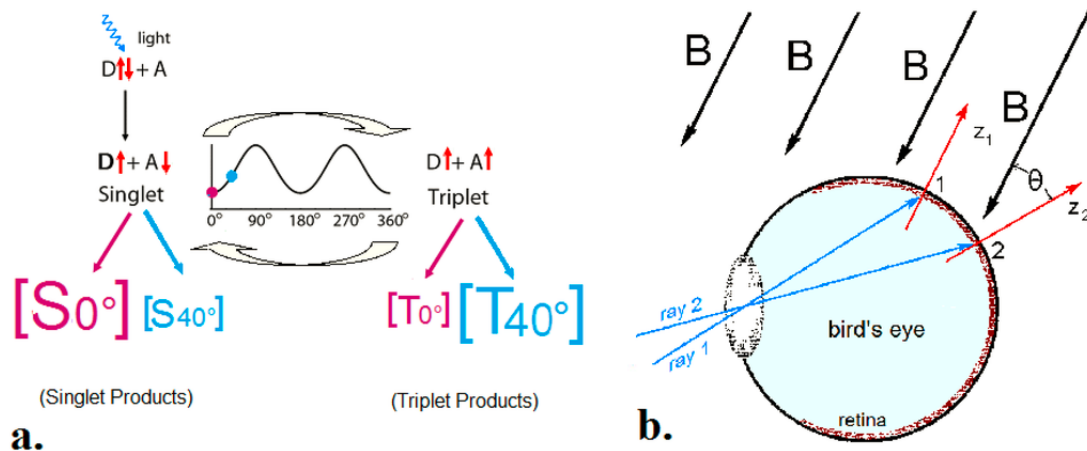 light
D + A
D + A
Singlet
D + A
Triplet
0° 90° 180° 270° 360°
[S0°] [S40°]
[T0°] [T40°]
(Singlet Products)
(Triplet Products)
a.
B
B
B
B
z1
θ
z2
1
2
ray 2
ray 1
bird's eye
retina
b.